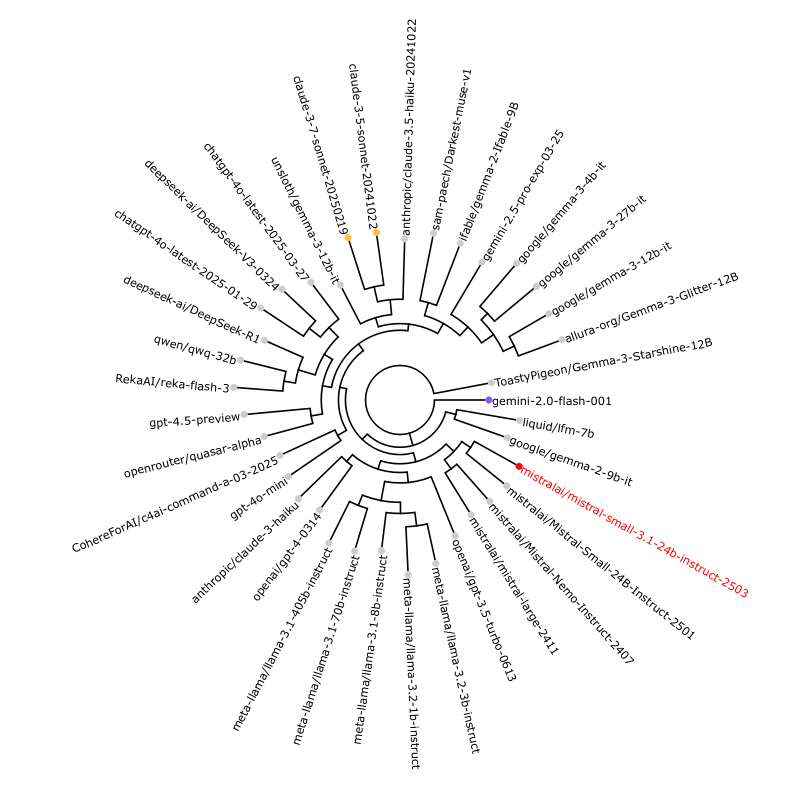 anthropic/claude-3.5-haiku-20241022
sam-paech/Darkest-muse-v1
ifable/gemma-2-Ifable-9B
gemini-2.5-pro-exp-03-25
google/gemma-3-4b-it
google/gemma-3-27b-it
google/gemma-3-12b-it
allura-org/Gemma-3-Glitter-12B
ToastyPigeon/Gemma-3-Starshine-12B
gemini-2.0-flash-001
liquid/lfm-7b
google/gemma-2-9b-it
mistralai/mistral-small-3.1-24b-instruct-2503
mistralai/Mistral-Small-24B-Instruct-2501
mistralai/Mistral-Nemo-Instruct-2407
mistralai/mistral-large-2411
openai/gpt-3.5-turbo-0613
meta-llama/llama-3.2-3b-instruct
meta-llama/llama-3.2-1b-instruct
meta-llama/llama-3.1-8b-instruct
meta-llama/llama-3.1-70b-instruct
meta-llama/llama-3.1-405b-instruct
openai/gpt-4-0314
anthropic/claude-3-haiku
gpt-4o-mini
CohereForAI/c4ai-command-a-03-2025
openrouter/quasar-alpha
gpt-4.5-preview
RekaAI/reka-flash-3
qwen/qwq-32b
deepseek-ai/DeepSeek-R1
chatgpt-4o-latest-2025-01-29
deepseek-ai/DeepSeek-V3-0324
chatgpt-4o-latest-2025-03-27
unsloth/gemma-3-12b-it
claude-3-7-sonnet-20250219
claude-3-5-sonnet-20241022